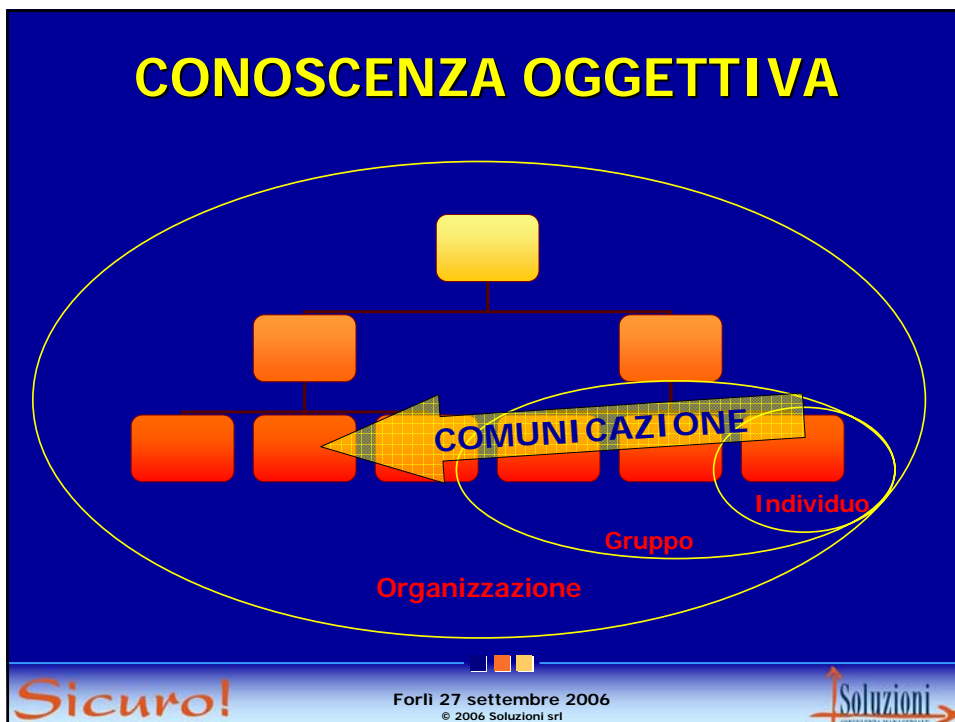 CONOSCENZA OGGETTIVA
COMUNICAZIONE
Individuo
Gruppo
Organizzazione
Sicuro!
Forlì 27 settembre 2006
© 2006 Soluzioni srl
Soluzioni